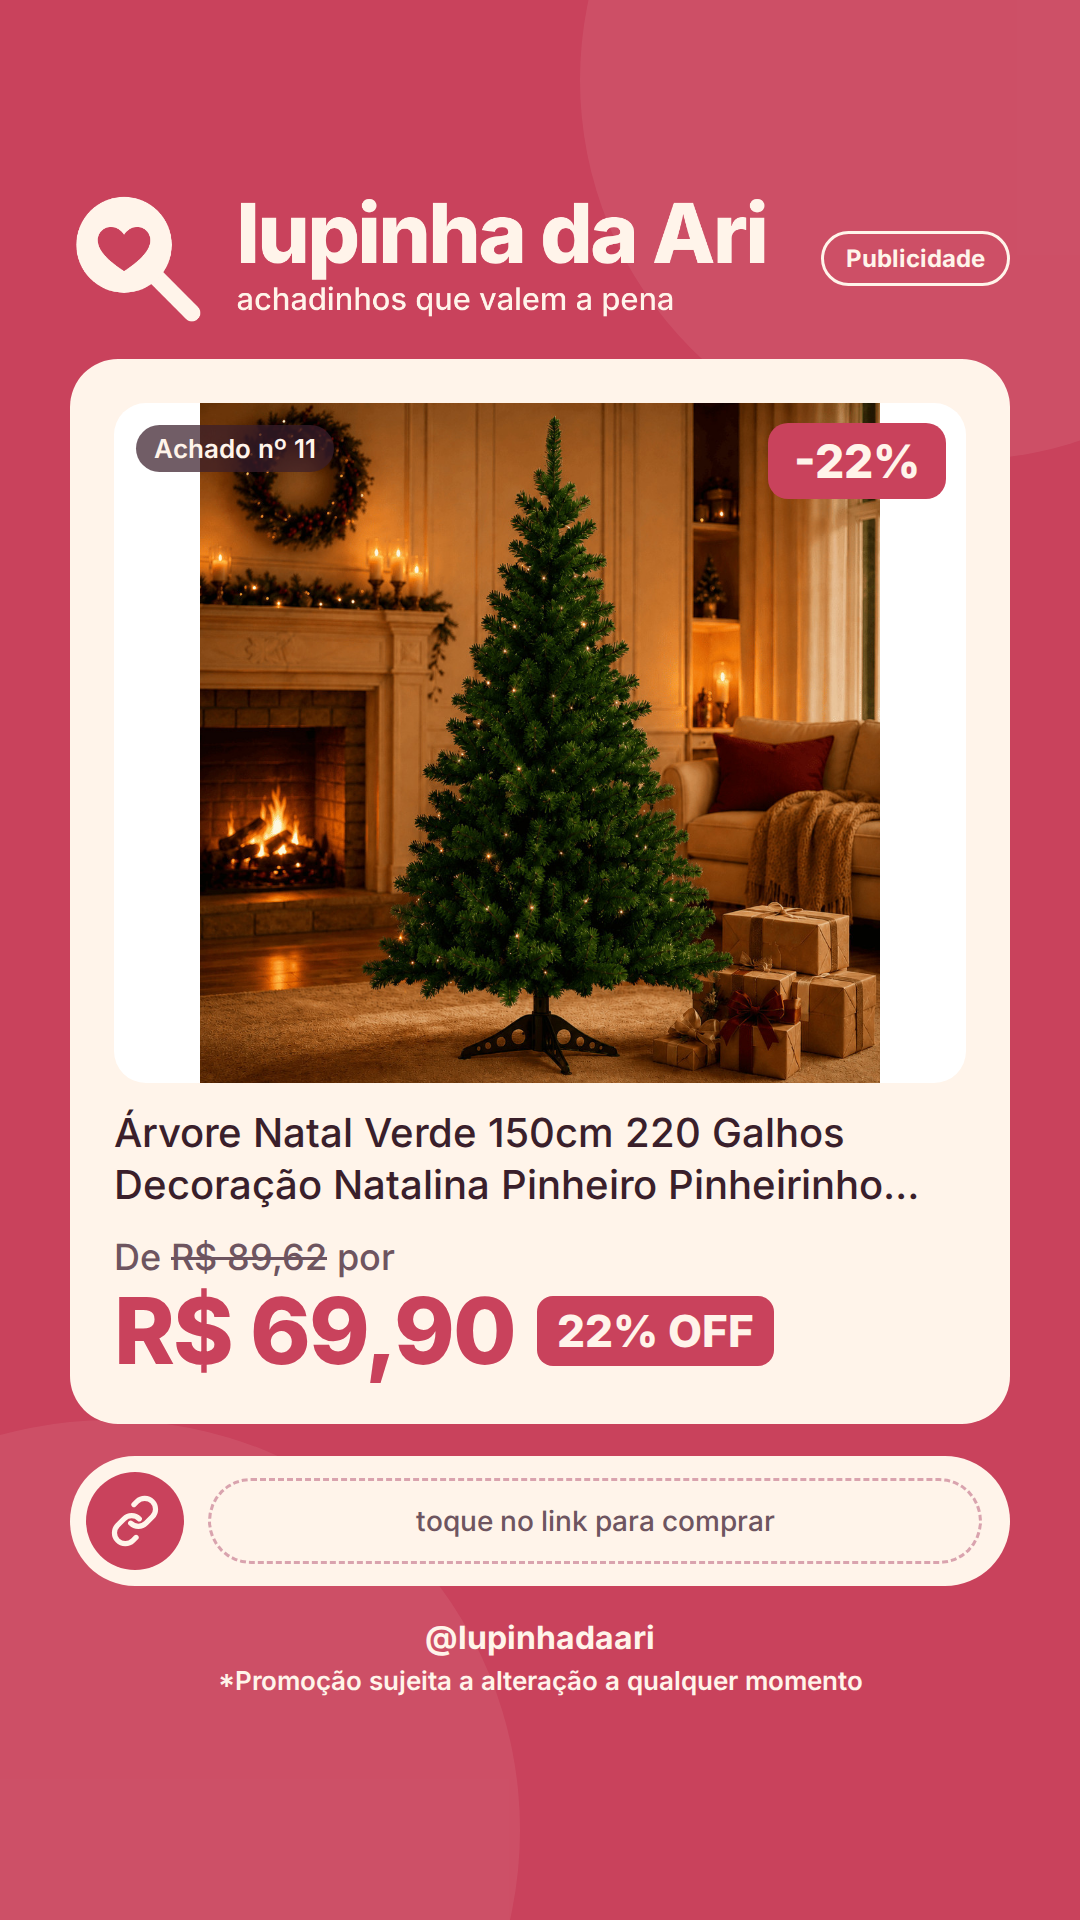 lupinha da Ari
achadinhos que valem a pena
Publicidade
Achado nº 11
-22%
Árvore Natal Verde 150cm 220 Galhos
Decoração Natalina Pinheiro Pinheirinho...
De R$ 89,62 por
R$ 69,90
22% OFF
toque no link para comprar
@lupinhadaari
*Promoção sujeita a alteração a qualquer momento